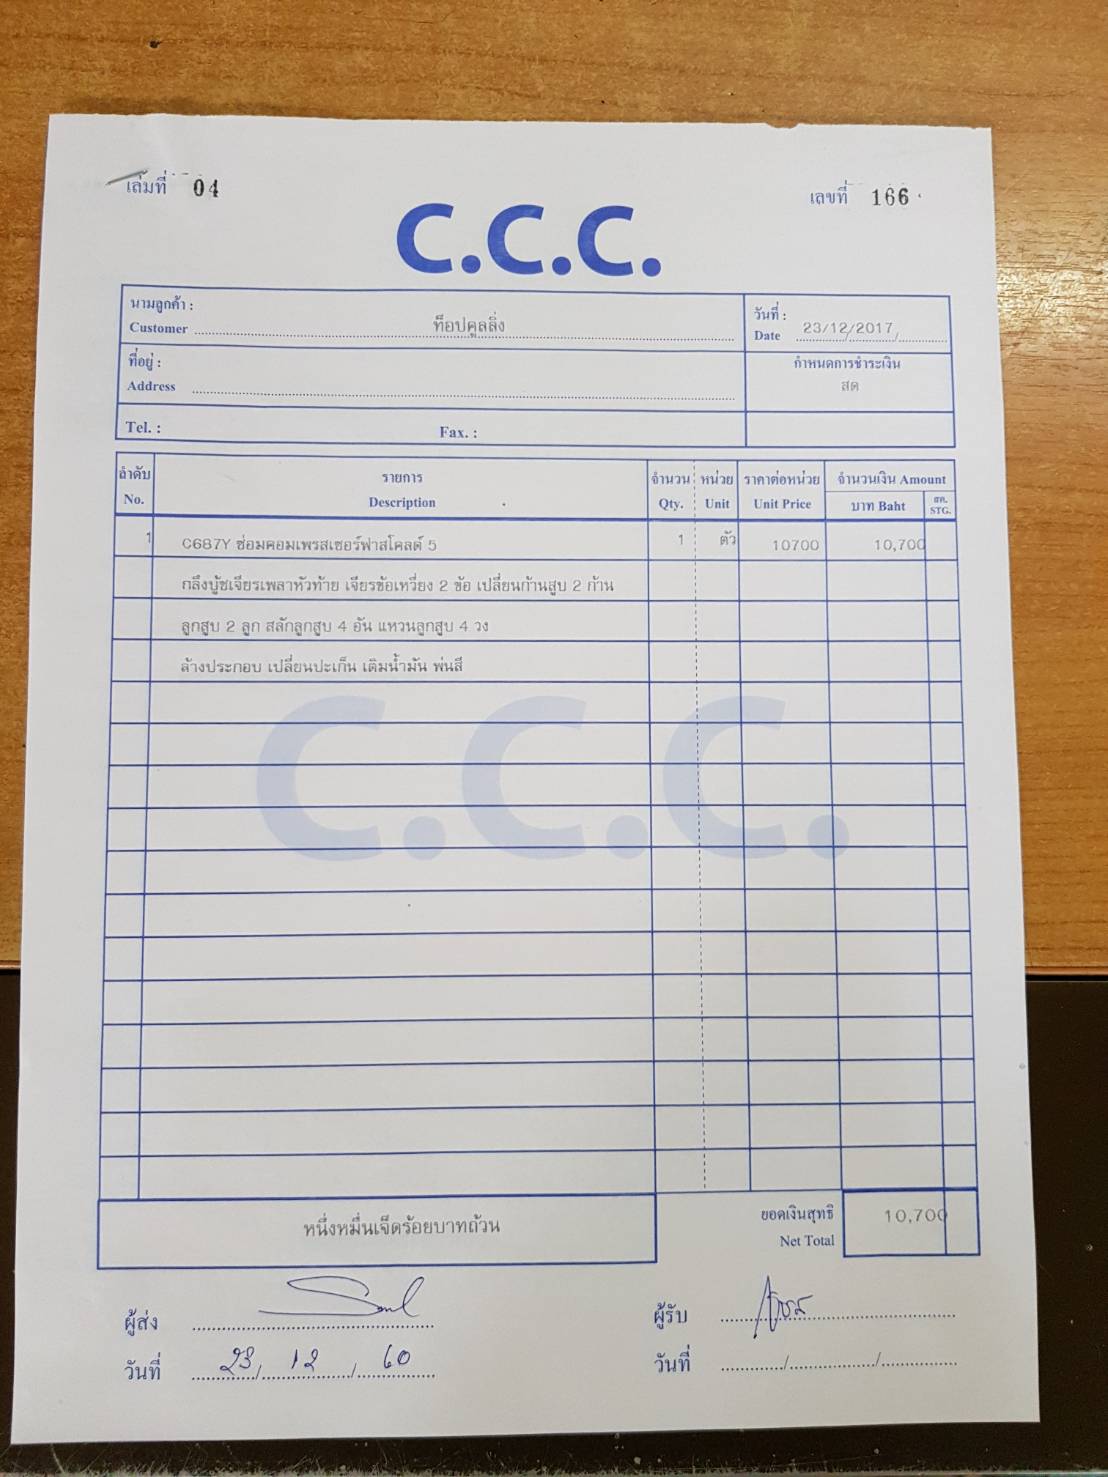 เล่มที่ 04
เลขที่ 166
C.C.C.
นามลูกค้า :
Customer ท็อปคูลลิ่ง
วันที่ :
Date 23/12/2017
ที่อยู่ :
Address
กำหนดการชำระเงิน
สด
Tel. : Fax. :
ลำดับ รายการ จำนวน หน่วย ราคาต่อหน่วย จำนวนเงิน Amount
No. Description Qty. Unit Unit Price บาท Baht สต. STG.
1 C687Y ซ่อมคอมเพรสเซอร์ฟาสโคลด์ 5 1 ตัว 10700 10,700
กลึงบู้ชเจียรเพลาหัวท้าย เจียรข้อเหวี่ยง 2 ข้อ เปลี่ยนก้านสูบ 2 ก้าน
ลูกสูบ 2 ลูก สลักลูกสูบ 4 อัน แหวนลูกสูบ 4 วง
ล้างประกอบ เปลี่ยนปะเก็น เติมน้ำมัน พ่นสี
C.C.C.
หนึ่งหมื่นเจ็ดร้อยบาทถ้วน
ยอดเงินสุทธิ 10,700
Net Total
ผู้ส่ง
ผู้รับ
วันที่ 23/12/60
วันที่